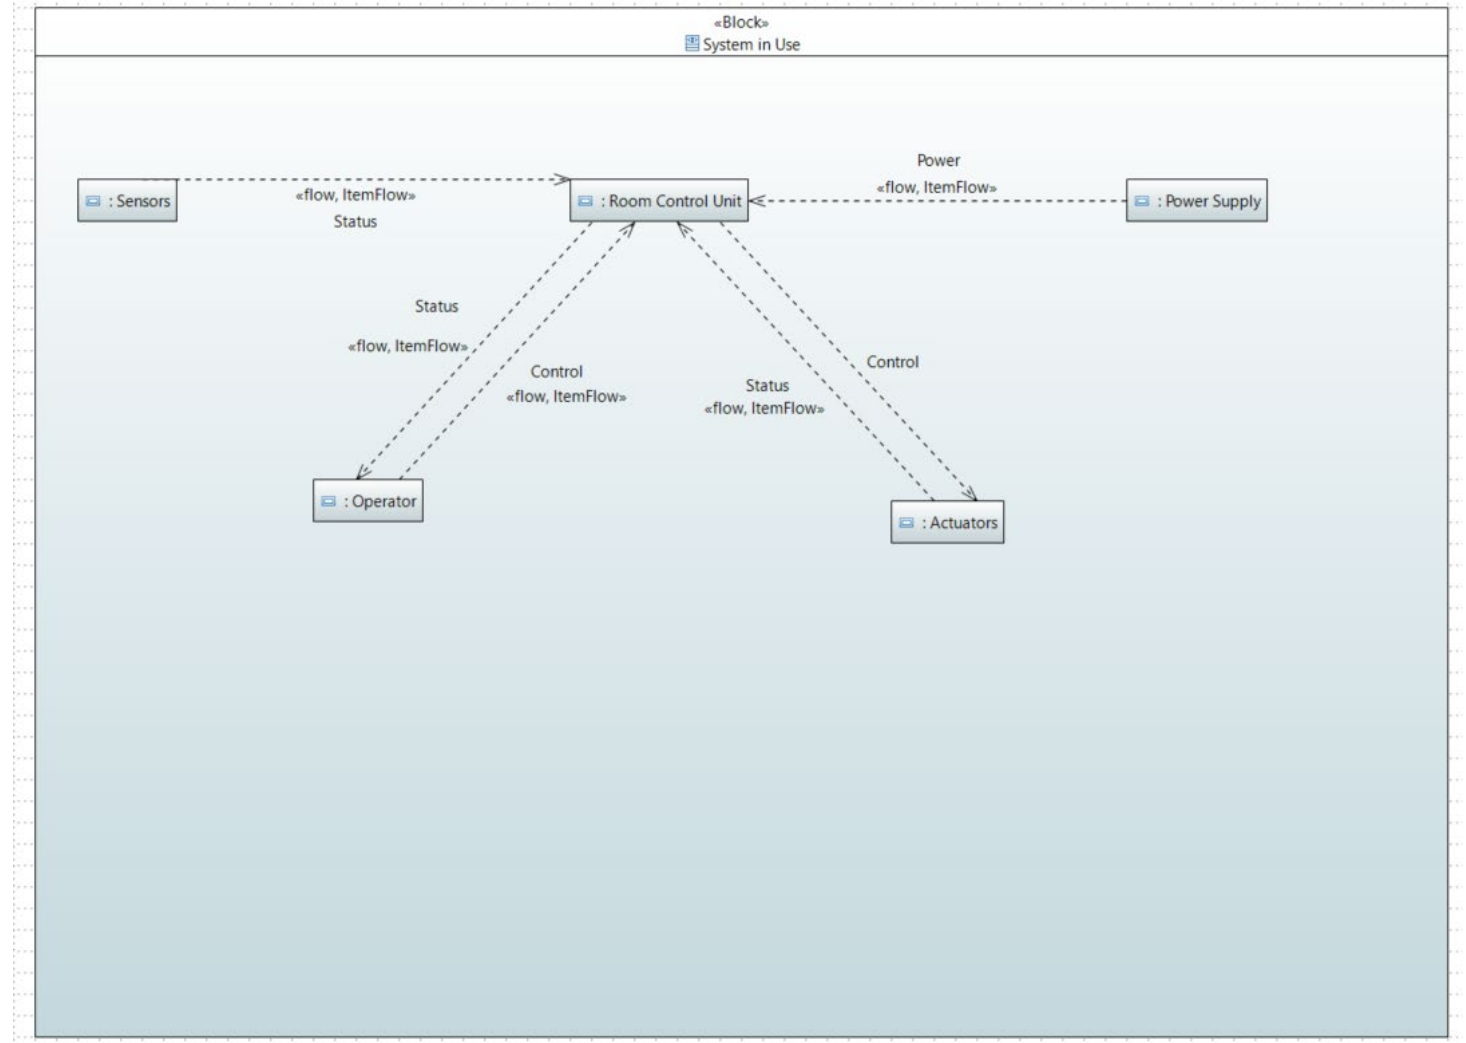 «Block»
System in Use
Power
«flow, ItemFlow»
: Sensors
«flow, ItemFlow»
Status
: Room Control Unit
: Power Supply
Status
«flow, ItemFlow»
Control
«flow, ItemFlow»
Status
«flow, ItemFlow»
Control
: Operator
: Actuators